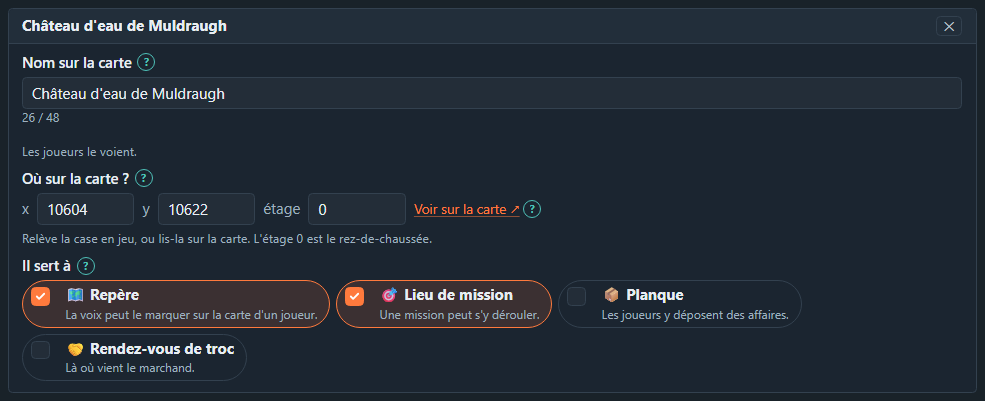 Château d'eau de Muldraugh
Nom sur la carte ?
Château d'eau de Muldraugh
26 / 48
Les joueurs le voient.
Où sur la carte ? ?
x 10604 y 10622 étage 0 Voir sur la carte ↗ ?
Relève la case en jeu, ou lis-la sur la carte. L'étage 0 est le rez-de-chaussée.
Il sert à ?
Repère Lieu de mission Planque
La voix peut le marquer sur la carte d'un joueur. Une mission peut s'y dérouler. Les joueurs y déposent des affaires.
Rendez-vous de troc
Là où vient le marchand.